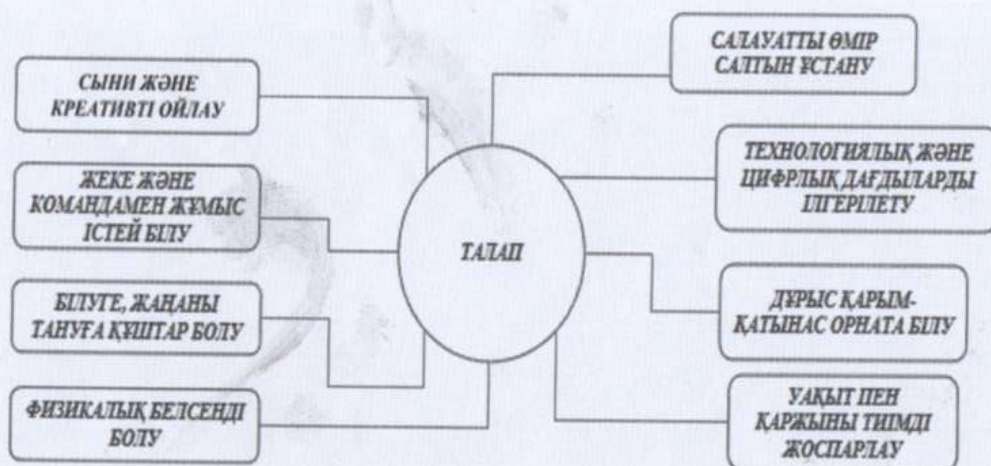 СЫНИ ЖӘНЕ
КРЕАТИВТІ ОЙЛАУ
ЖЕКЕ ЖӘНЕ
КОМАНДАМЕН ЖҰМЫС
ІСТЕЙ БІЛУ
БІЛУГЕ, ЖАҢАНЫ
ТАНУҒА ҚҰШТАР БОЛУ
ФИЗИКАЛЫҚ БЕЛСЕНДІ
БОЛУ
ТАЛАП
САЛАУАТТЫ ӨМІР
САЛТЫН ҰСТАНУ
ТЕХНОЛОГИЯЛЫҚ ЖӘНЕ
ЦИФРЛЫҚ ДАҒДЫЛАРДЫ
ІЛГЕРІЛЕТУ
ДҰРЫС ҚАРЫМ-
ҚАТЫНАС ОРНАТА БІЛУ
УАҚЫТ ПЕН
ҚАРЖЫНЫ ТИІМДІ
ЖОСПАРЛАУ